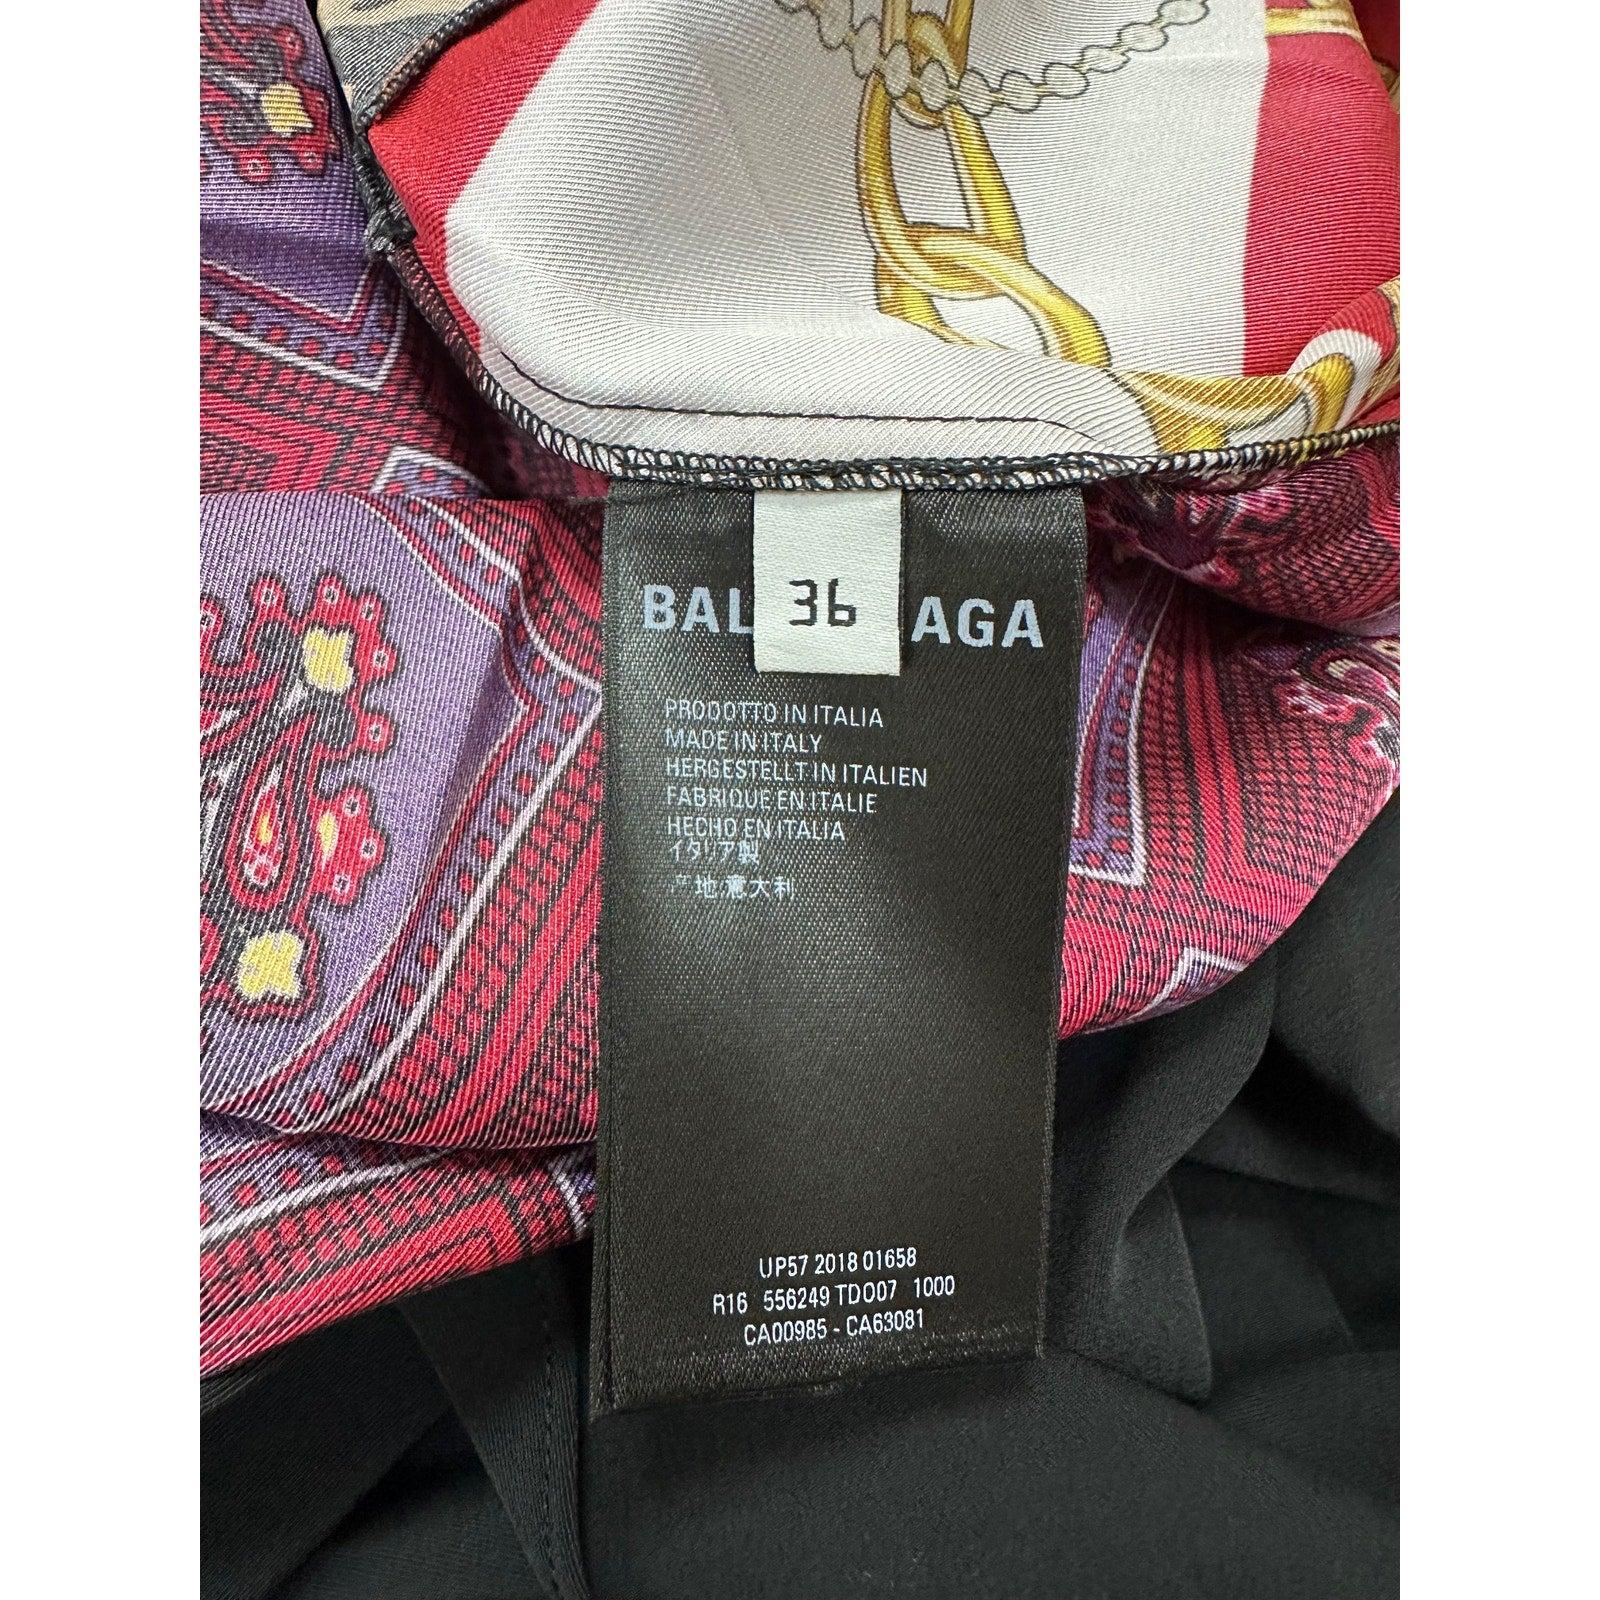 BAL 36 AGA
PRODOTTO IN ITALIA
MADE IN ITALY
HERGESTELLT IN ITALIEN
FABRIQUE EN ITALIE
HECHO EN ITALIA
イタリア製
产地意大利
UP57 2018 01658
R16 556249 TDO07 1000
CA00985 - CA63081